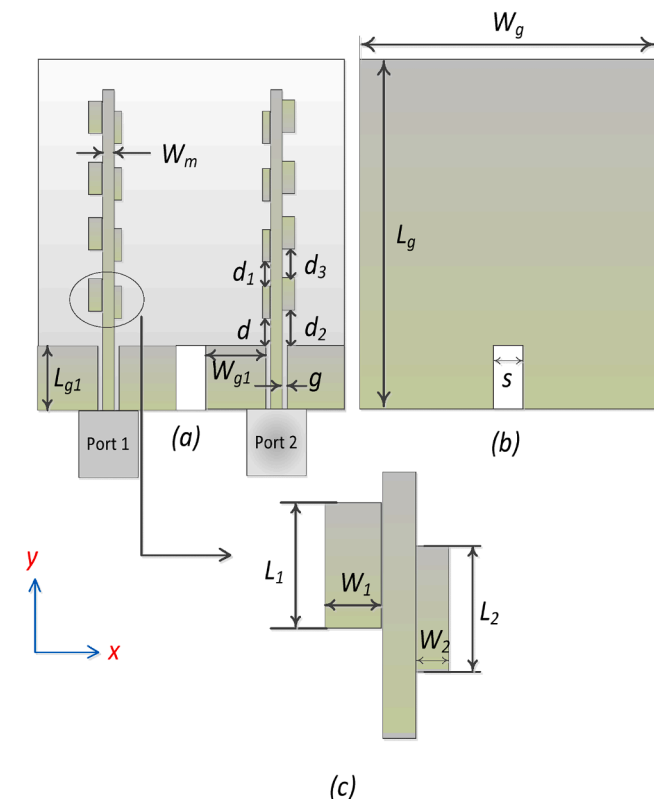 W_g
W_m
L_g
d_1 d_3
d d_2
L_g1 W_g1 g s
Port 1 (a) Port 2 (b)
L_1 W_1 L_2
W_2
y
x
(c)